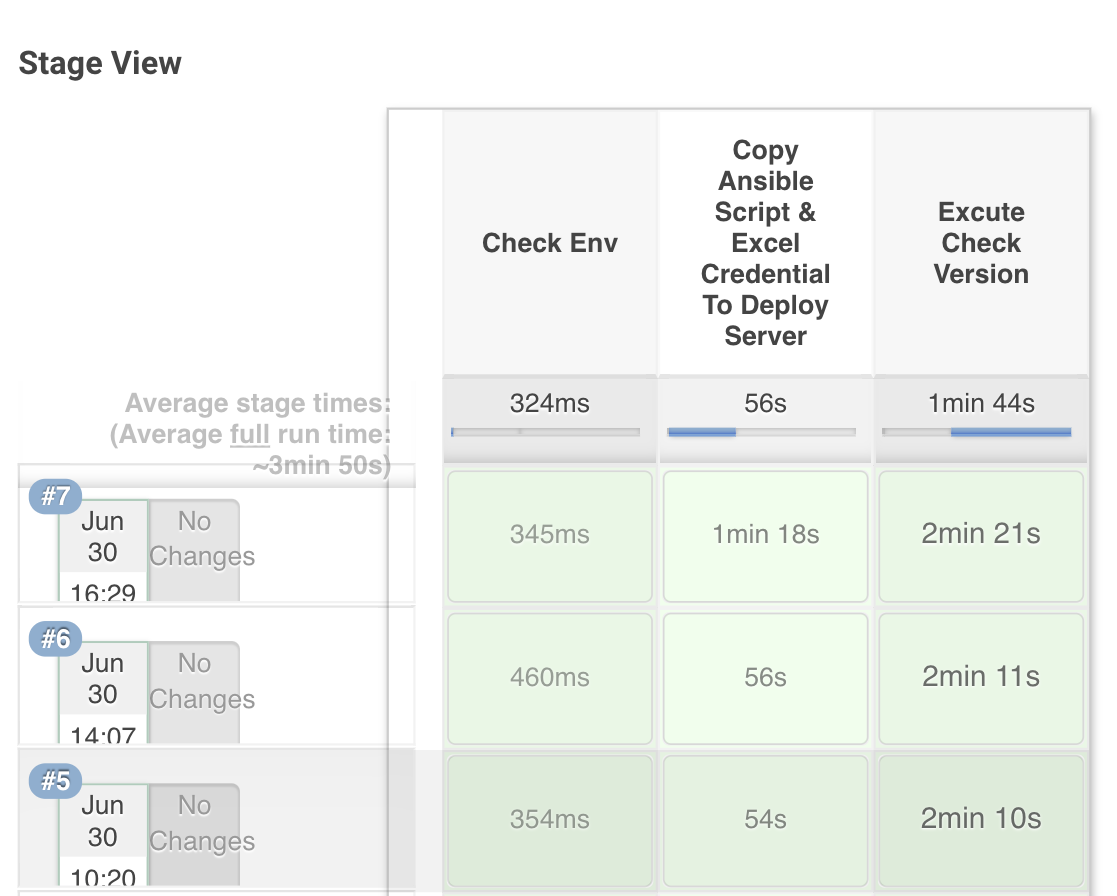 Stage View
Check Env
Copy
Ansible
Script &
Excel
Credential
To Deploy
Server
Excute
Check
Version
Average stage times:
(Average full run time:
~3min 50s)
324ms
56s
1min 44s
#7
Jun
30
16:29
No
Changes
345ms
1min 18s
2min 21s
#6
Jun
30
14:07
No
Changes
460ms
56s
2min 11s
#5
Jun
30
10:20
No
Changes
354ms
54s
2min 10s